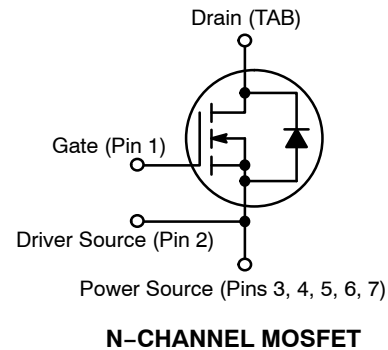 Drain (TAB)
Gate (Pin 1)
Driver Source (Pin 2)
Power Source (Pins 3, 4, 5, 6, 7)
N−CHANNEL MOSFET